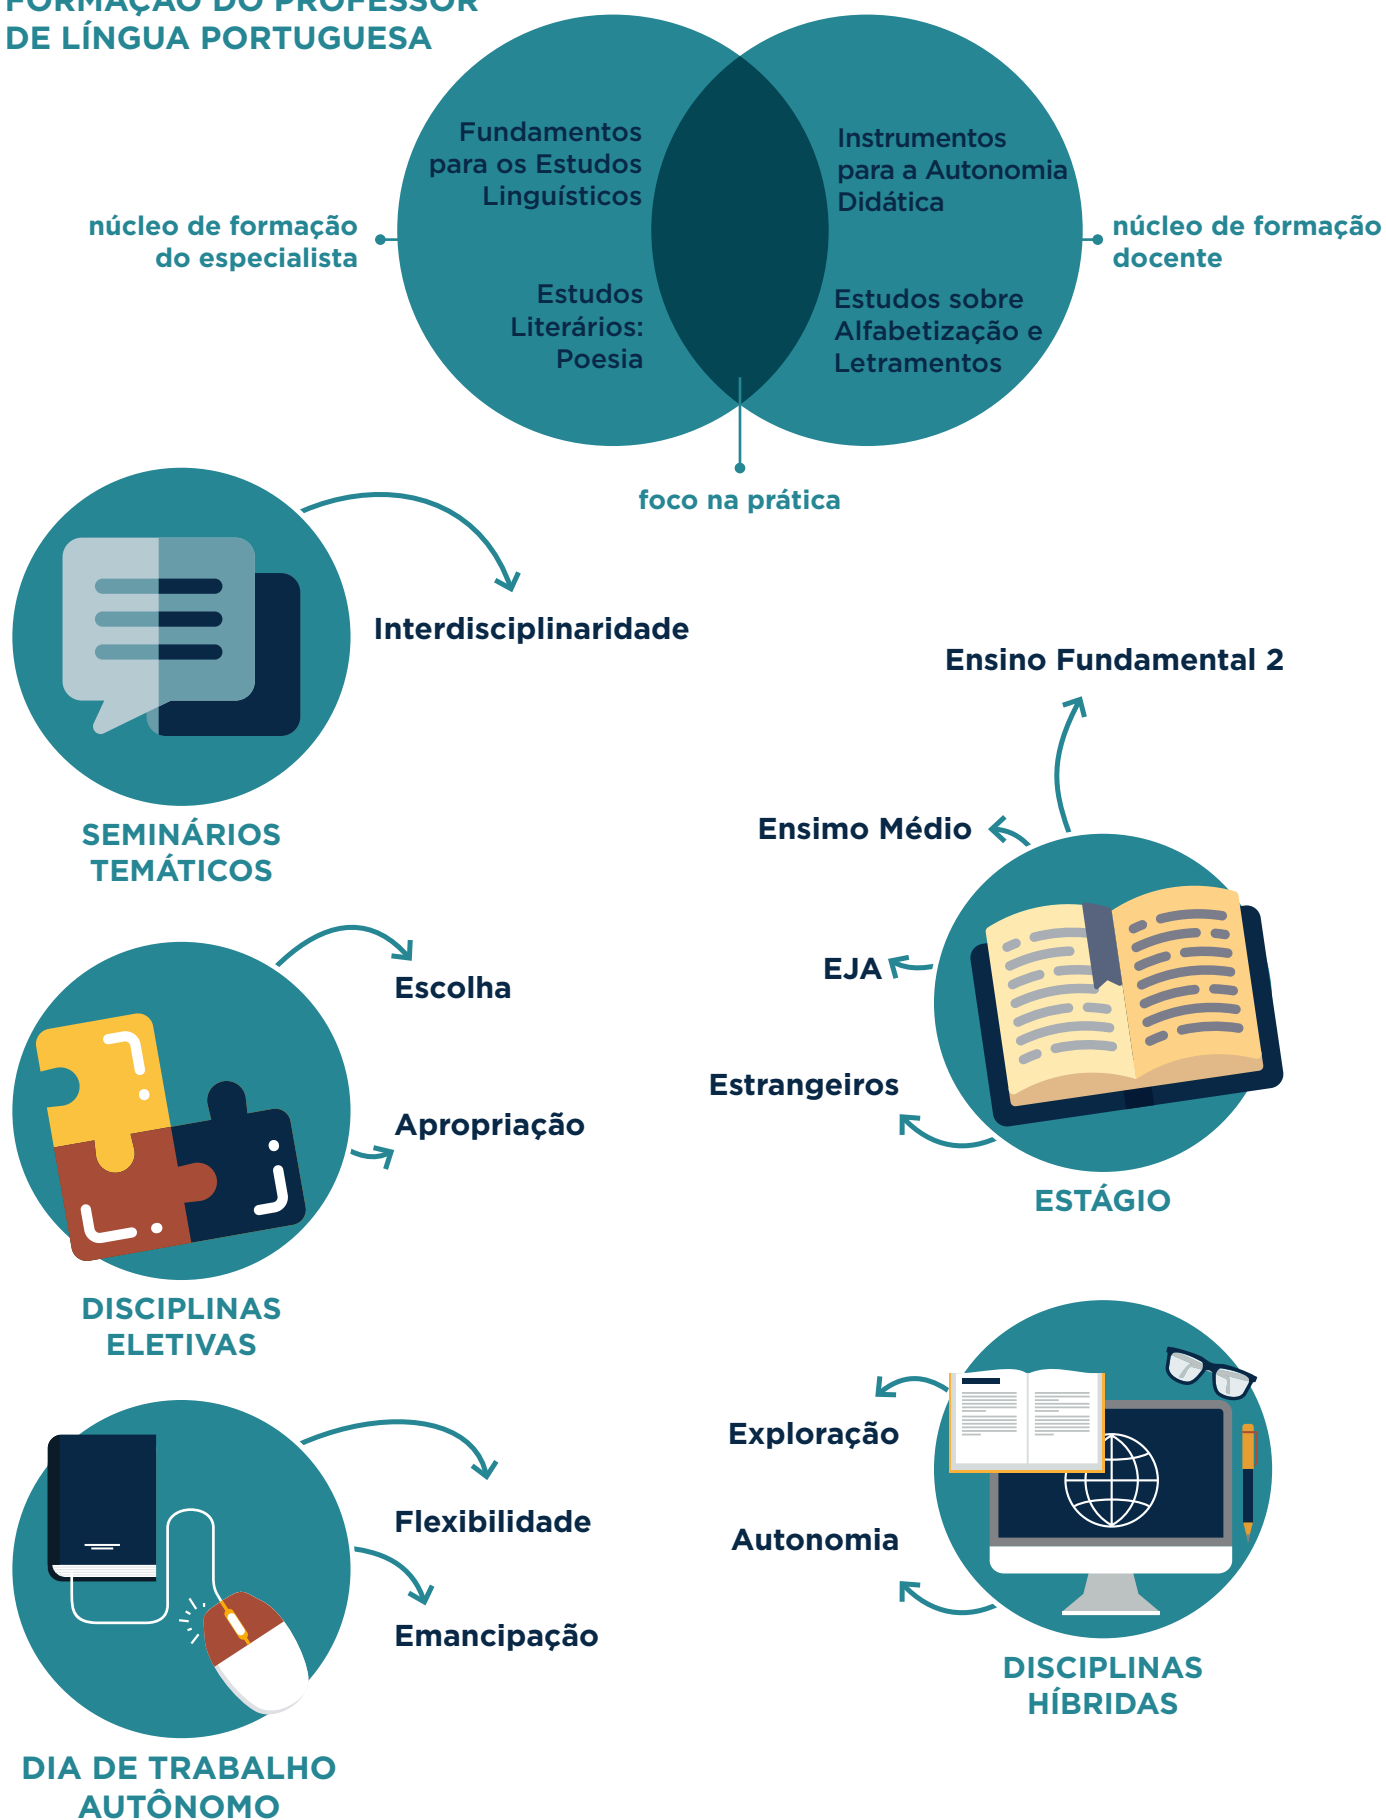 FORMAÇÃO DO PROFESSOR
DE LÍNGUA PORTUGUESA
Fundamentos
para os Estudos
Linguísticos
Instrumentos
para a Autonomia
Didática
núcleo de formação
do especialista
núcleo de formação
docente
Estudos
Literários:
Poesia
Estudos sobre
Alfabetização e
Letramentos
foco na prática
Interdisciplinaridade
SEMINÁRIOS
TEMÁTICOS
Ensino Fundamental 2
Ensimo Médio
EJA
Estrangeiros
ESTÁGIO
Escolha
Apropriação
DISCIPLINAS
ELETIVAS
Exploração
Autonomia
DISCIPLINAS
HÍBRIDAS
Flexibilidade
Emancipação
DIA DE TRABALHO
AUTÔNOMO